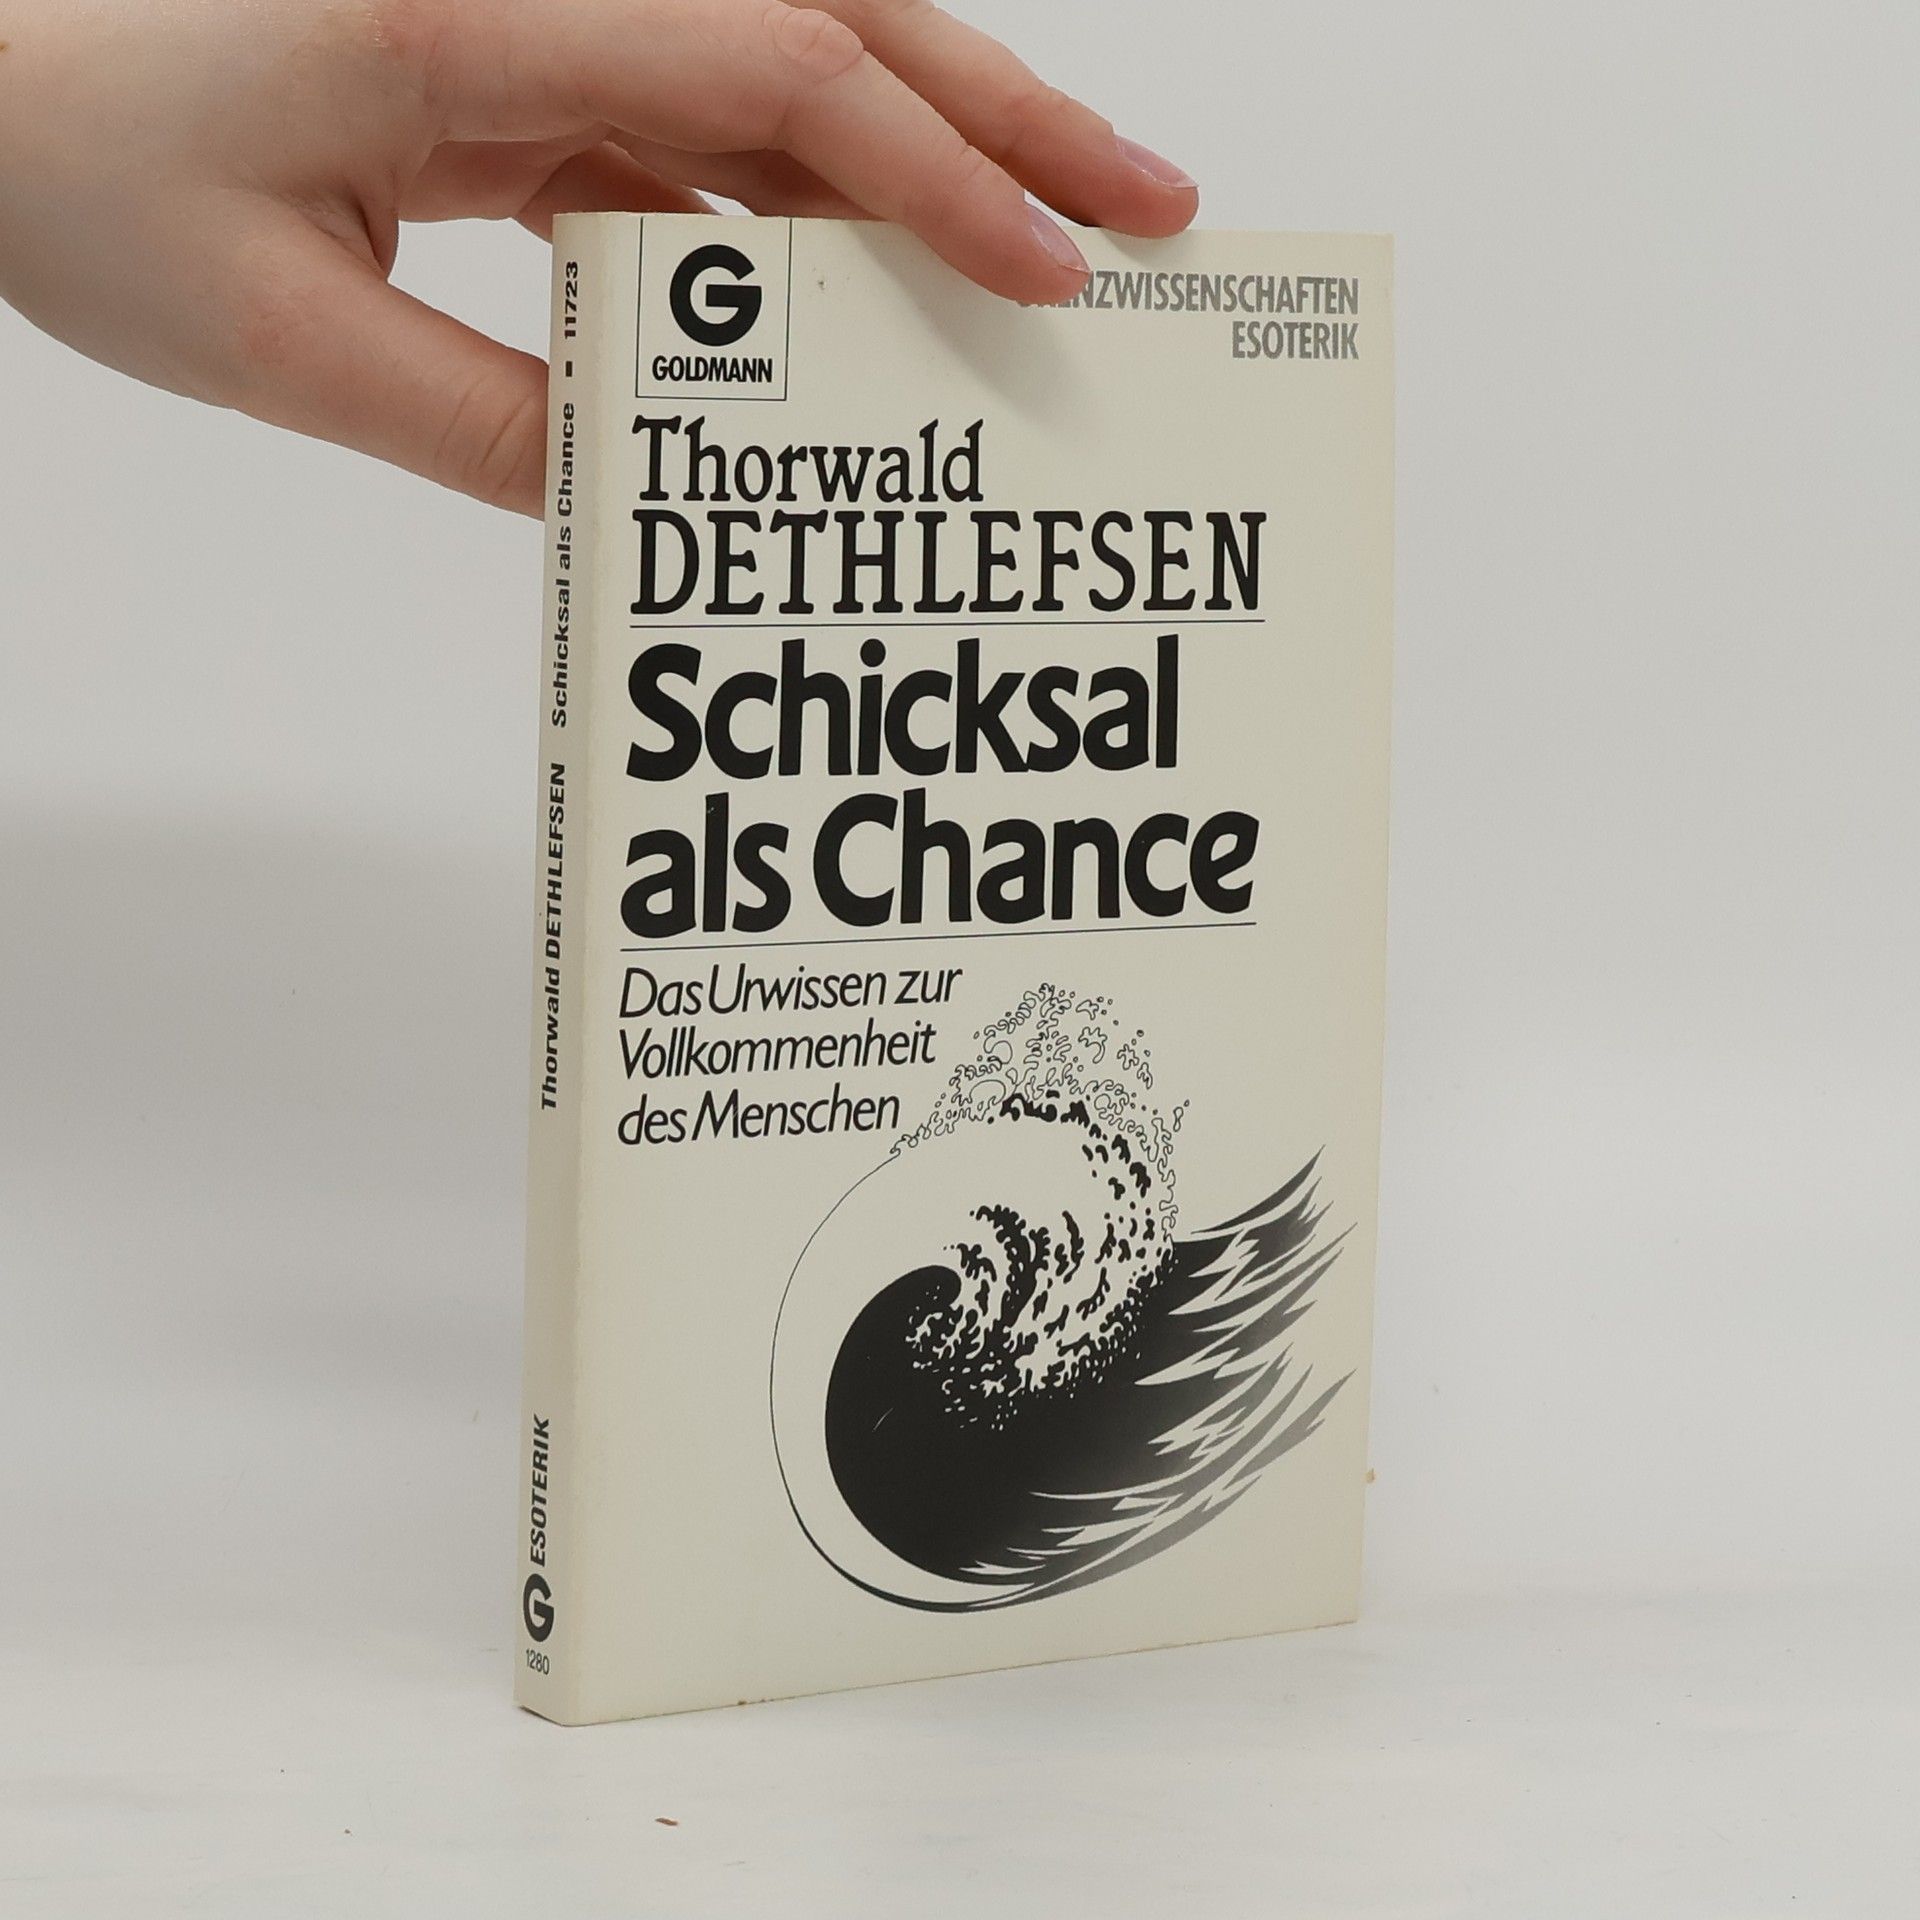 G
GOLDMANN
ESOTERIK
Thorwald
DETHLEFSEN
Schicksal
als Chance
Das Urwissen zur
Vollkommenheit
des Menschen
Thorwald DETHLEFSEN Schicksal als Chance ▪ 11723
G ESOTERIK
1280